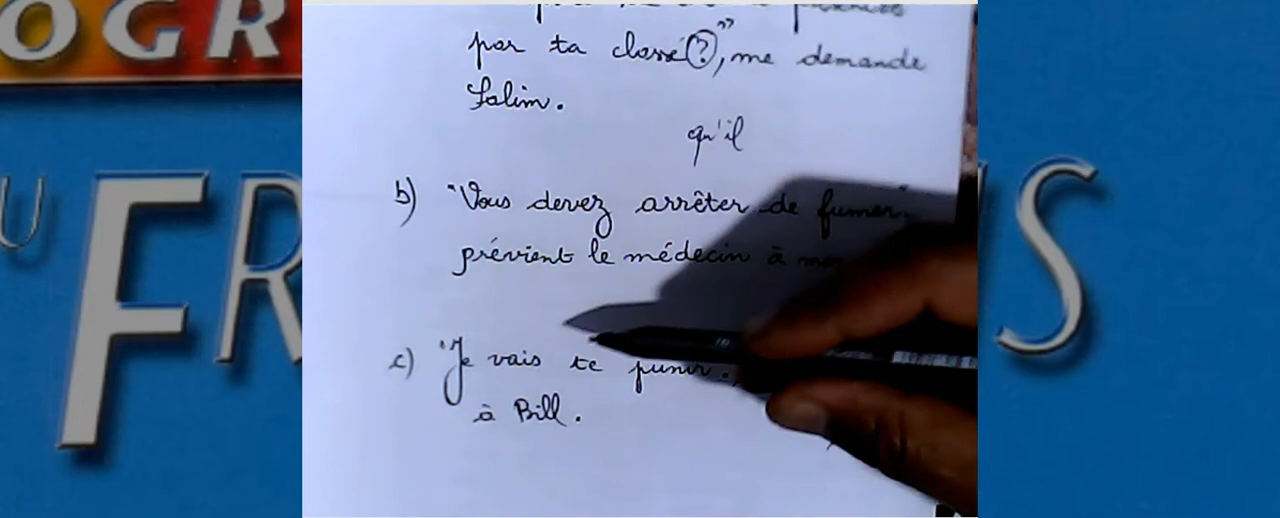 OGR
U FR
S
par ta classe(?)", me demande
Salim.
qu'il
b) "Vous devez arrêter de fumer."
prévient le médecin à
c) "Je vais te punir.
à Bill.